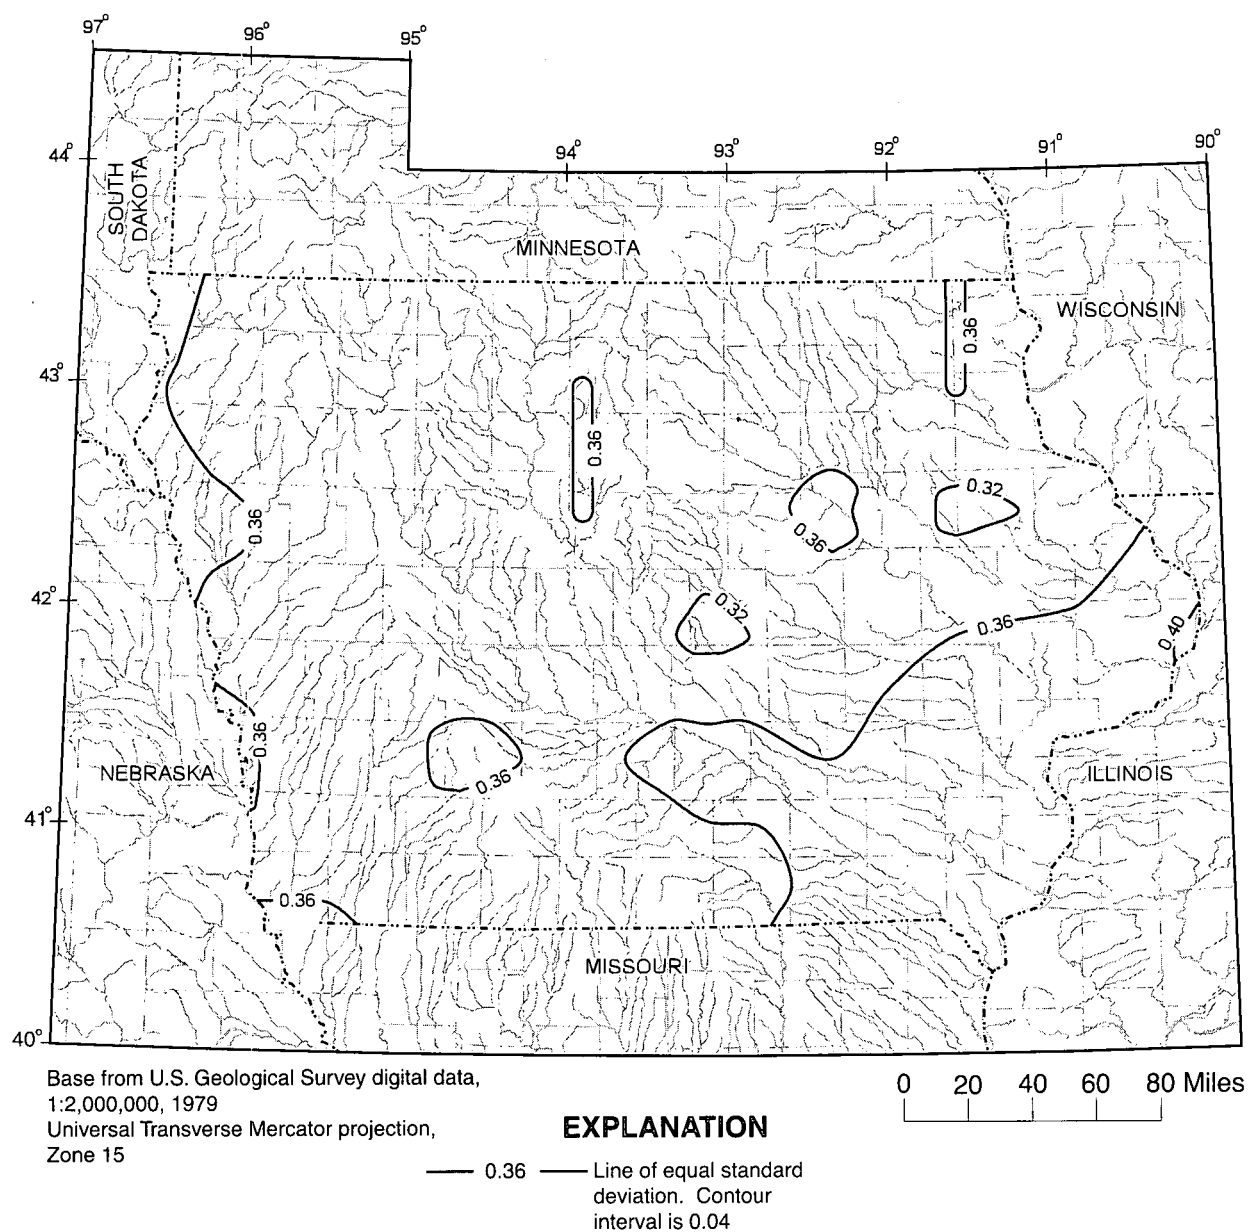 97°
96°
95°
44°
94°
93°
92°
91°
90°
SOUTH
DAKOTA
MINNESOTA
WISCONSIN
0.36
43°
0.36
0.32
0.36
0.36
42°
0.32
0.36
0.40
0.36
NEBRASKA
0.36
ILLINOIS
41°
0.36
MISSOURI
40°
Base from U.S. Geological Survey digital data,
1:2,000,000, 1979
Universal Transverse Mercator projection,
Zone 15
0 20 40 60 80 Miles
EXPLANATION
0.36 Line of equal standard
deviation. Contour
interval is 0.04